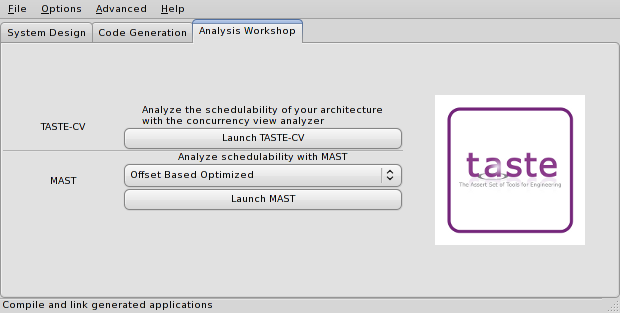 File Options Advanced Help
System Design Code Generation Analysis Workshop
Analyze the schedulability of your architecture
with the concurrency view analyzer
TASTE-CV
Launch TASTE-CV
Analyze schedulability with MAST
MAST
Offset Based Optimized
Launch MAST
taste
The Assert Set of Tools for Engineering
Compile and link generated applications